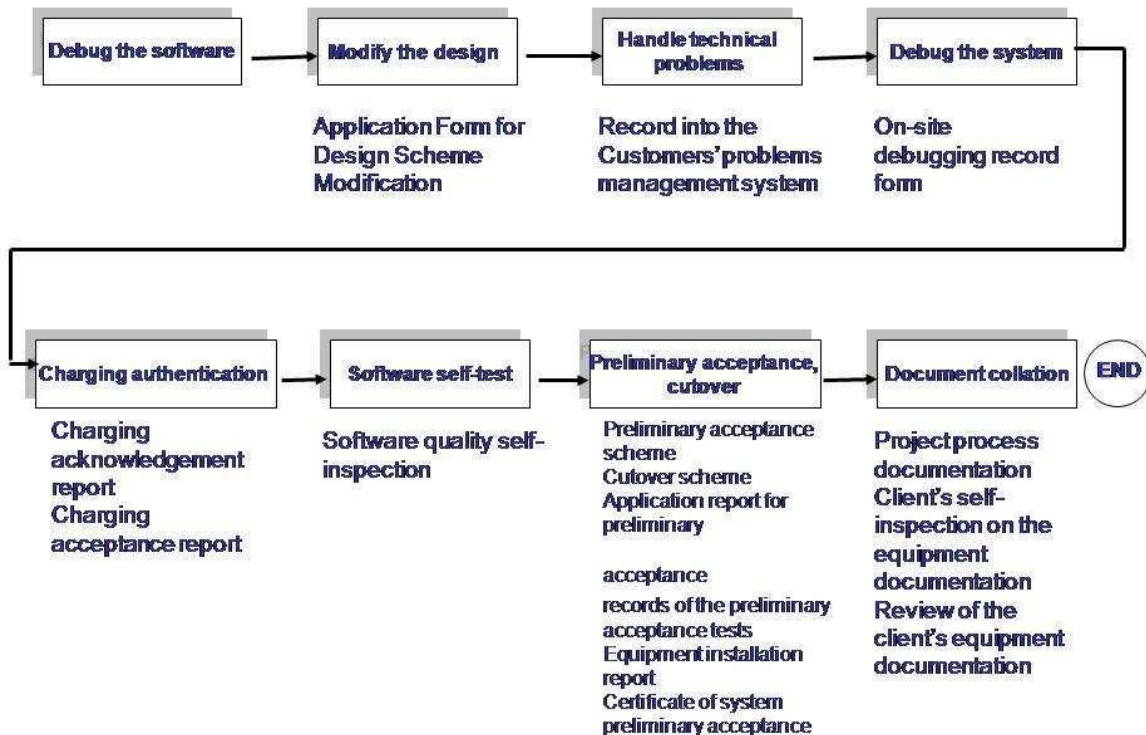 Debug the software
Modify the design
Handle technical
problems
Debug the system
Application Form for
Design Scheme
Modification
Record into the
Customers' problems
management system
On-site
debugging record
form
Charging authentication
Software self-test
Preliminary acceptance,
cutover
Document collation
END
Charging
acknowledgement
report
Charging
acceptance report
Software quality self-
inspection
Preliminary acceptance
scheme
Cutover scheme
Application report for
preliminary
acceptance
records of the preliminary
acceptance tests
Equipment installation
report
Certificate of system
preliminary acceptance
Project process
documentation
Client's self-
inspection on the
equipment
documentation
Review of the
client's equipment
documentation